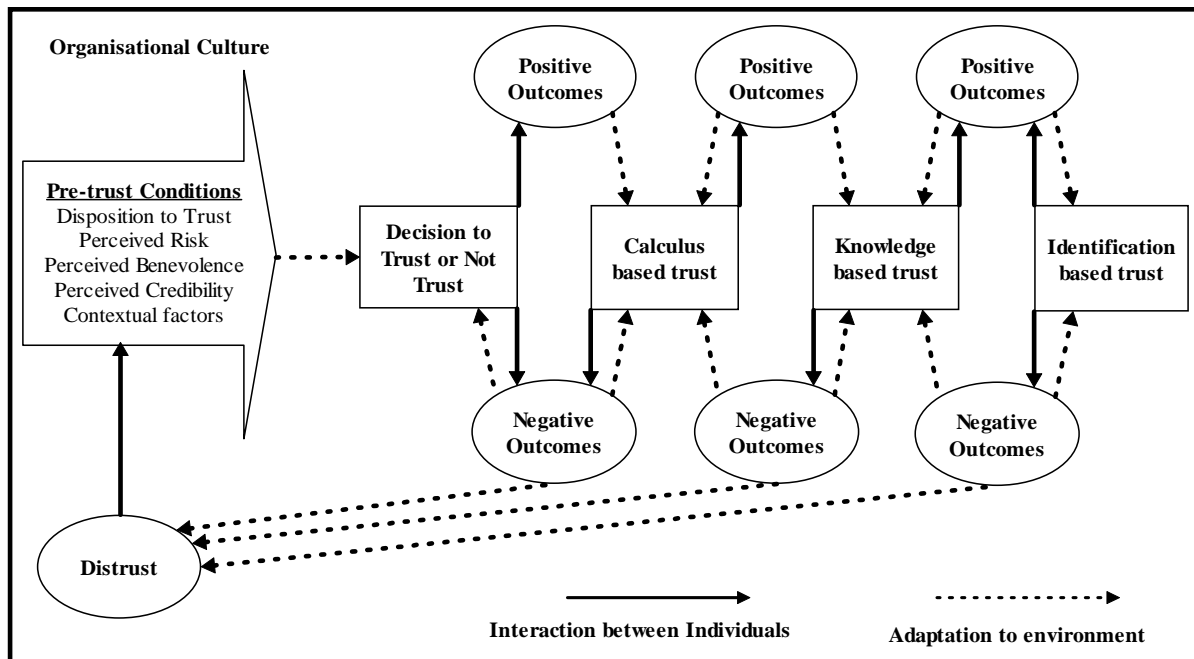 Organisational Culture
Positive
Outcomes
Positive
Outcomes
Positive
Outcomes
Pre-trust Conditions
Disposition to Trust
Perceived Risk
Perceived Benevolence
Perceived Credibility
Contextual factors
Decision to
Trust or Not
Trust
Calculus
based trust
Knowledge
based trust
Identification
based trust
Negative
Outcomes
Negative
Outcomes
Negative
Outcomes
Distrust
Interaction between Individuals
Adaptation to environment